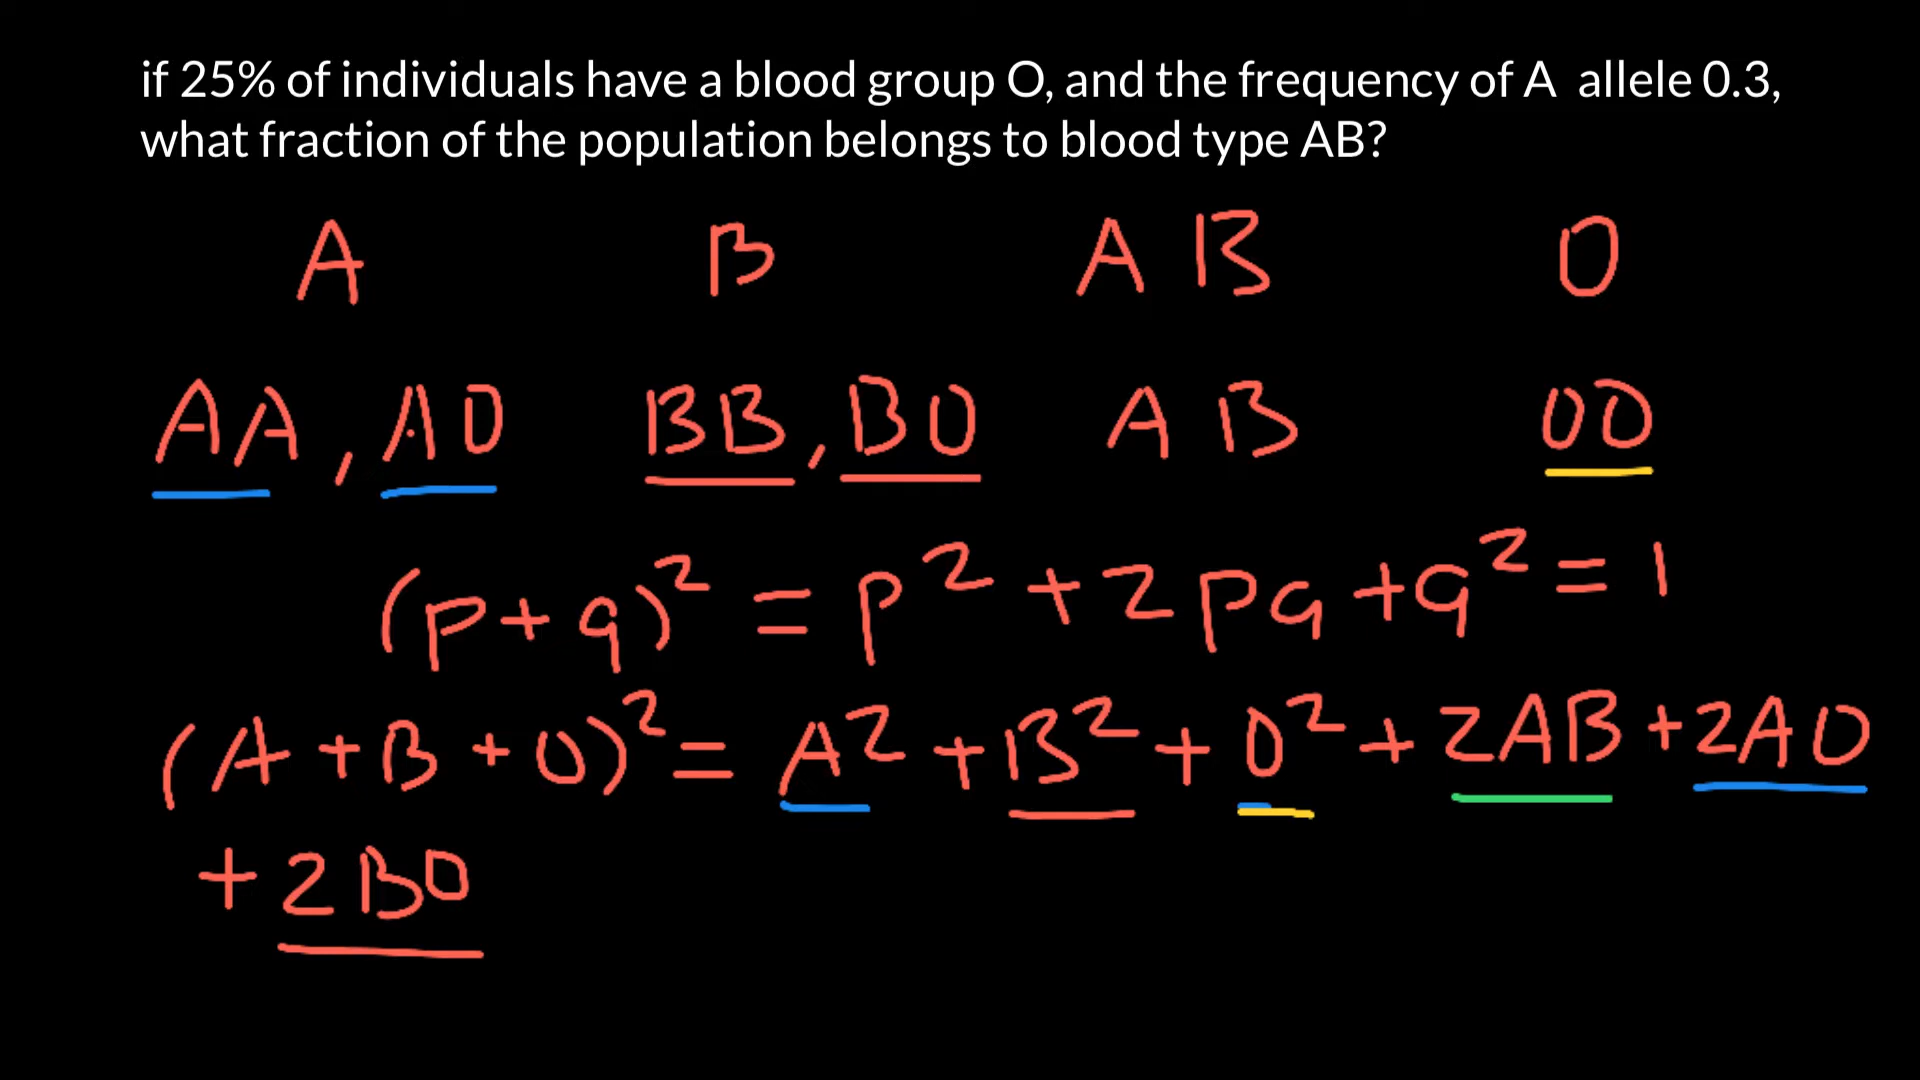 if 25% of individuals have a blood group O, and the frequency of A allele 0.3,
what fraction of the population belongs to blood type AB?
A B AB O
AA, AO BB, BO AB OO
(p+q)² = p² + 2pq + q² = 1
(A + B + O)² = A² + B² + O² + 2AB + 2AO
+ 2BO